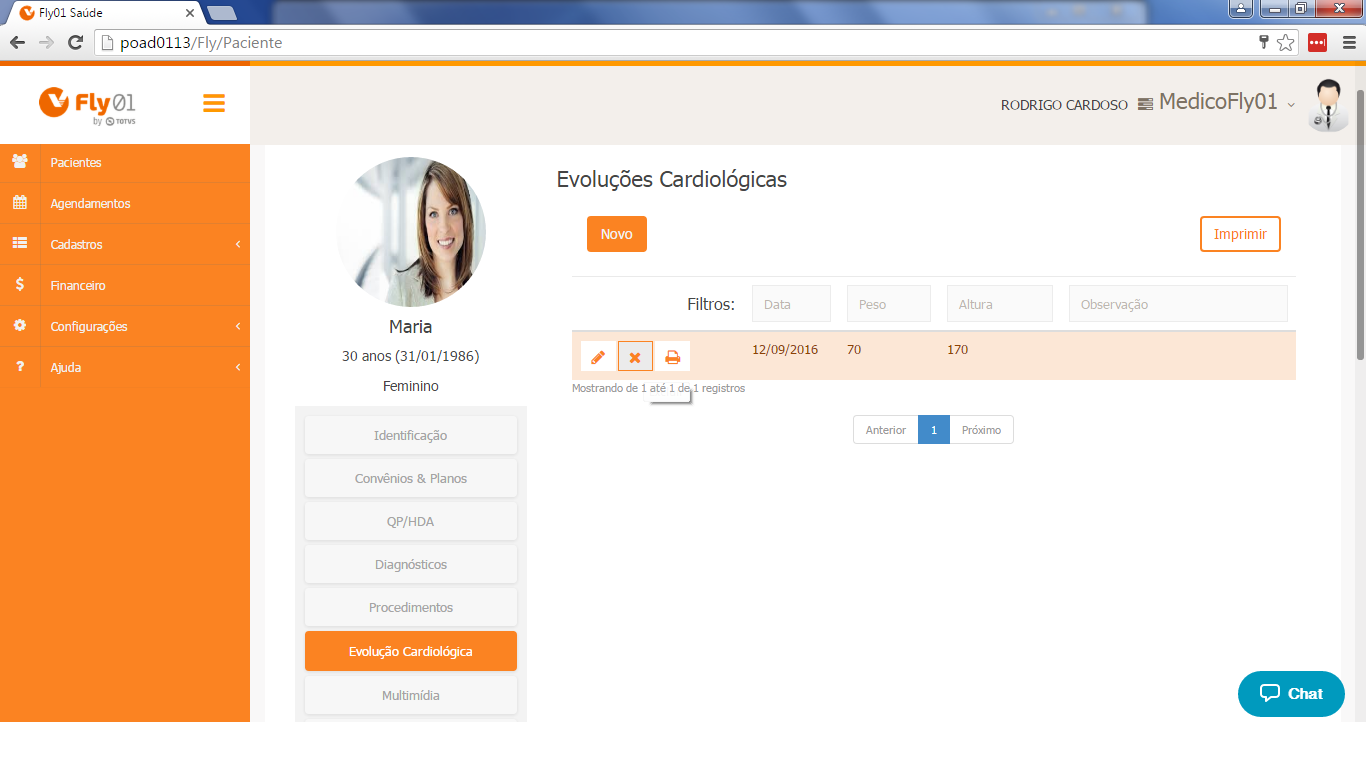 Fly01 Saúde
poad0113/Fly/Paciente
Fly01
by TOTVS
RODRIGO CARDOSO MedicoFly01
Pacientes
Agendamentos
Cadastros
Financeiro
Configurações
Ajuda
Maria
30 anos (31/01/1986)
Feminino
Identificação
Convênios & Planos
QP/HDA
Diagnósticos
Procedimentos
Evolução Cardiológica
Multimídia
Evoluções Cardiológicas
Novo
Imprimir
Filtros: Data Peso Altura Observação
12/09/2016 70 170
Mostrando de 1 até 1 de 1 registros
Anterior 1 Próximo
Chat